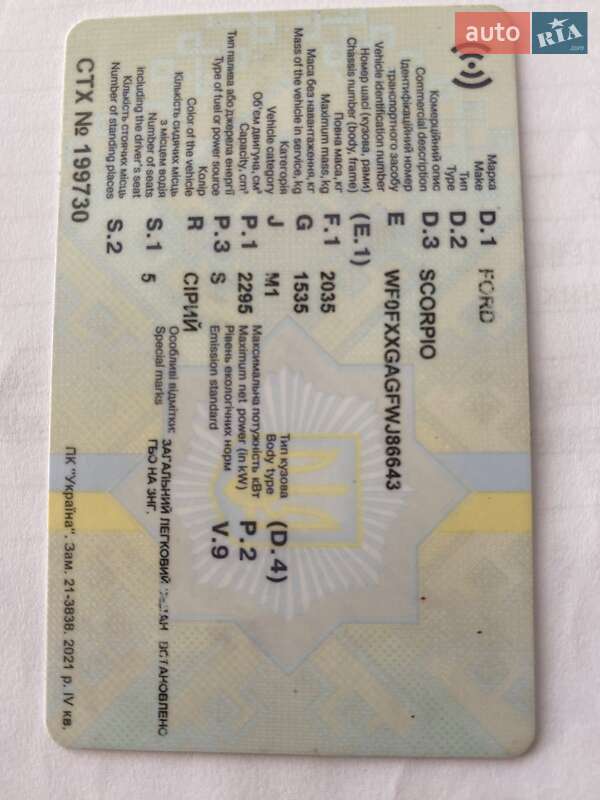 auto RIA .com
Марка D.1 FORD
Make
Тип D.2
Type
Комерційний опис D.3 SCORPIO
Commercial description
Ідентифікаційний номер E WF0FXXGAGFWJ86643
транспортного засобу
Vehicle identification number
Номер шасі (кузова, рами) (E.1)
Chassis number (body, frame)
Повна маса, кг F.1 2035
Maximum mass, kg
Маса без навантаження, кг G 1535
Mass of the vehicle in service, kg
Категорія J M1 Тип кузова (D.4)
Vehicle category Body type
Об'єм двигуна, см³ P.1 2295 Максимальна потужність кВт P.2
Capacity, cm³ Maximum net power (in kW)
Тип палива або джерела енергії P.3 S Рівень екологічних норм V.9
Type of fuel or power source Emission standard
Колір R СІРИЙ
Color of the vehicle
Кількість сидячих місць S.1 5 Особливі відмітки: ЗАГАЛЬНИЙ ЛЕГКОВИЙ ВСТАНОВЛЕНО
з місцем водія Special marks ГБО НА ЗНГ.
Number of seats
including the driver's seat
Кількість стоячих місць S.2
Number of standing places
СТХ № 199730 ПК "Україна". Зам. 21-3838. 2021 р. IV кв.